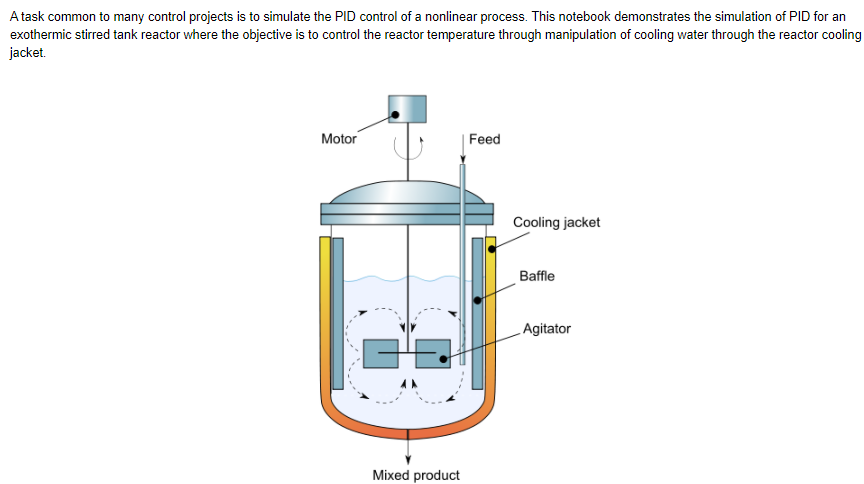 A task common to many control projects is to simulate the PID control of a nonlinear process. This notebook demonstrates the simulation of PID for an
exothermic stirred tank reactor where the objective is to control the reactor temperature through manipulation of cooling water through the reactor cooling
jacket.
Motor
Feed
Cooling jacket
Baffle
Agitator
Mixed product